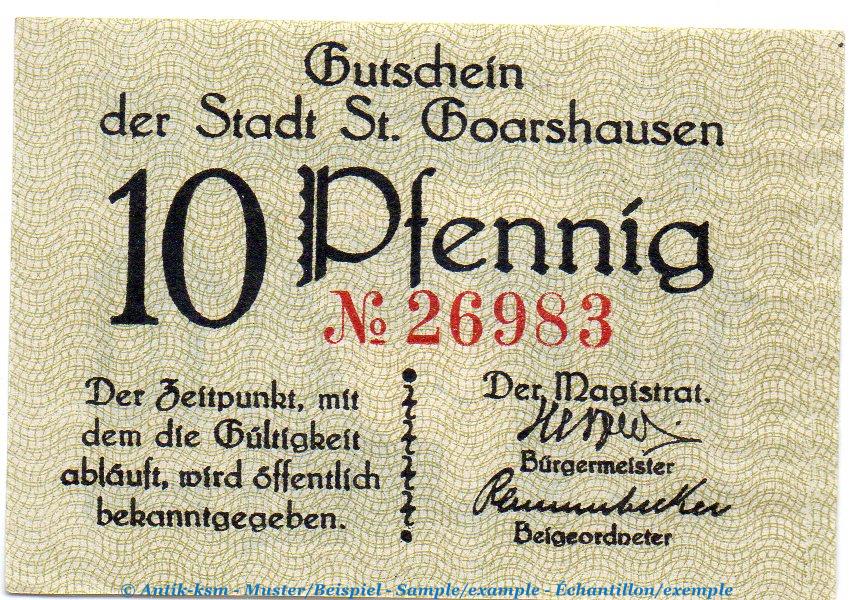 Gutschein
der Stadt St. Goarshausen
10 Pfennig
№ 26983
Der Zeitpunkt, mit
dem die Gültigkeit
abläuft, wird öffentlich
bekanntgegeben.
Der Magistrat.
Bürgermeister
Beigeordneter
© Antik-ksm - Muster/Beispiel - Sample/example - Échantillon/exemple